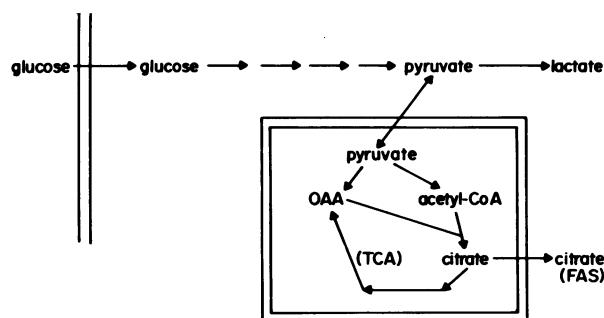 glucose glucose pyruvate lactate
pyruvate
OAA acetyl-CoA
(TCA) citrate citrate
(FAS)